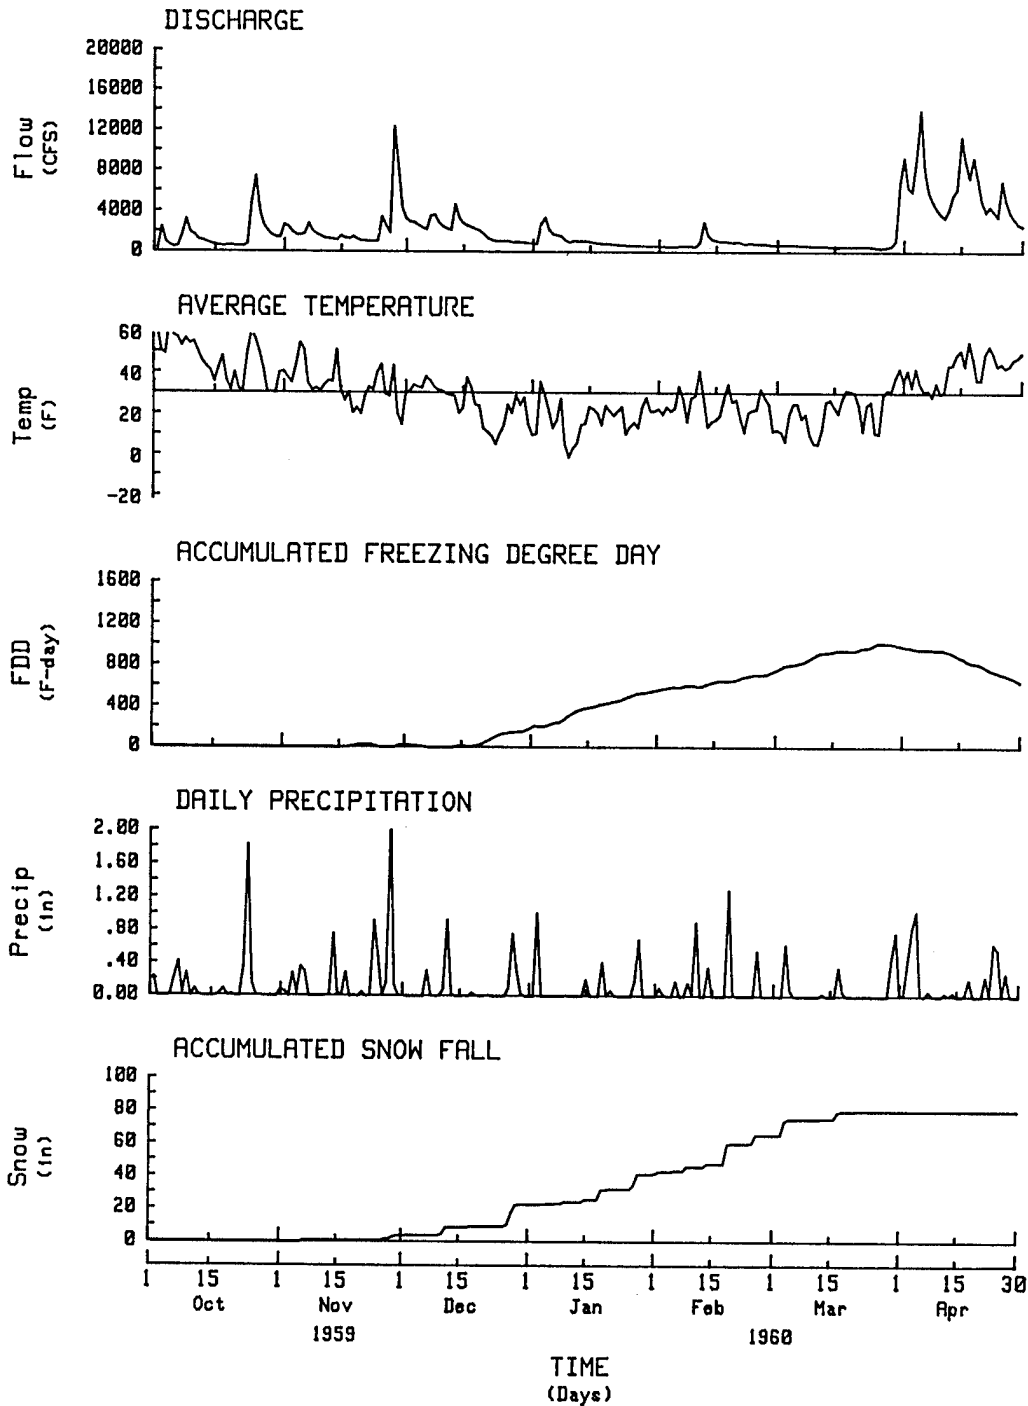 DISCHARGE
20000
16000
12000
8000
4000
0
Flow
(CFS)
AVERAGE TEMPERATURE
60
40
20
0
-20
Temp
(F)
ACCUMULATED FREEZING DEGREE DAY
1600
1200
800
400
0
FDD
(F-day)
DAILY PRECIPITATION
2.00
1.60
1.20
.80
.40
0.00
Precip
(in)
ACCUMULATED SNOW FALL
100
80
60
40
20
0
Snow
(in)
1 15 1 15 1 15 1 15 1 15 1 15 1 15 30
Oct Nov Dec Jan Feb Mar Apr
1959 1960
TIME
(Days)